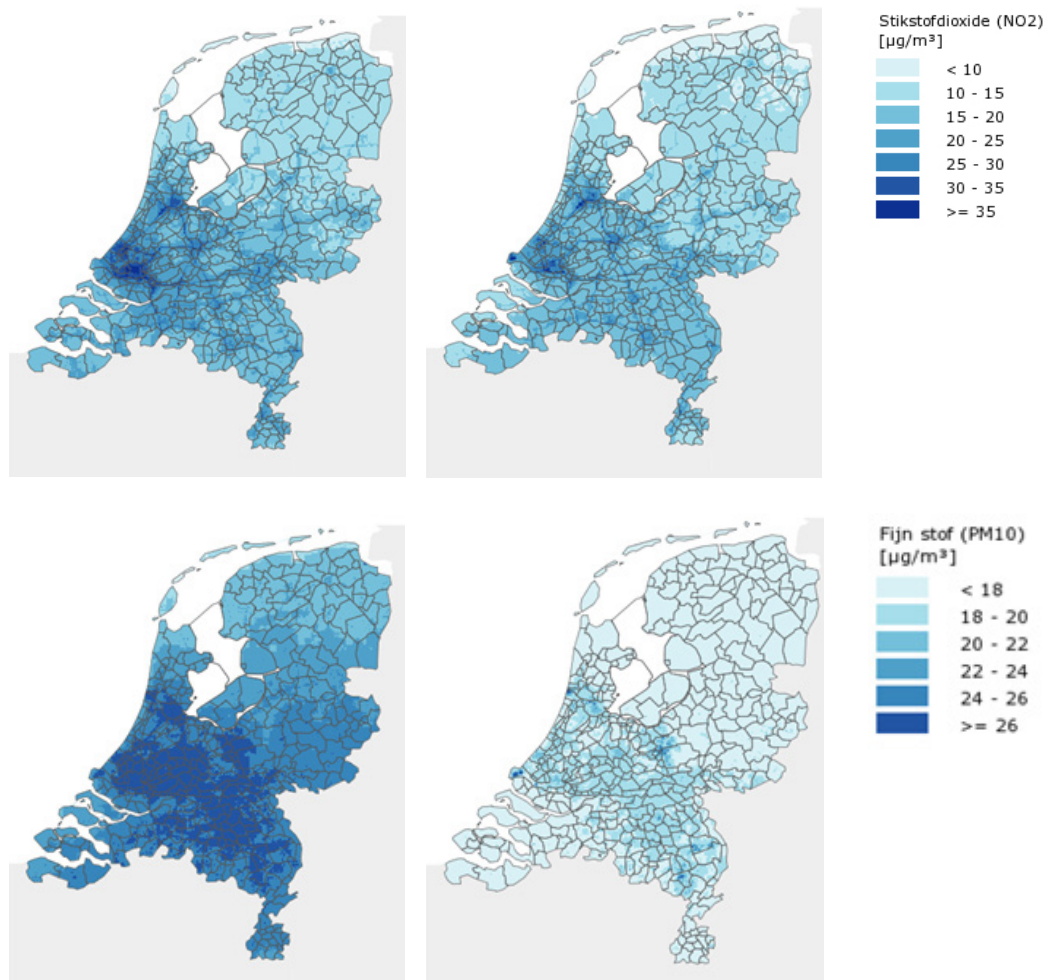 Stikstofdioxide (NO2)
[µg/m³]
< 10
10 - 15
15 - 20
20 - 25
25 - 30
30 - 35
>= 35
Fijn stof (PM10)
[µg/m³]
< 18
18 - 20
20 - 22
22 - 24
24 - 26
>= 26